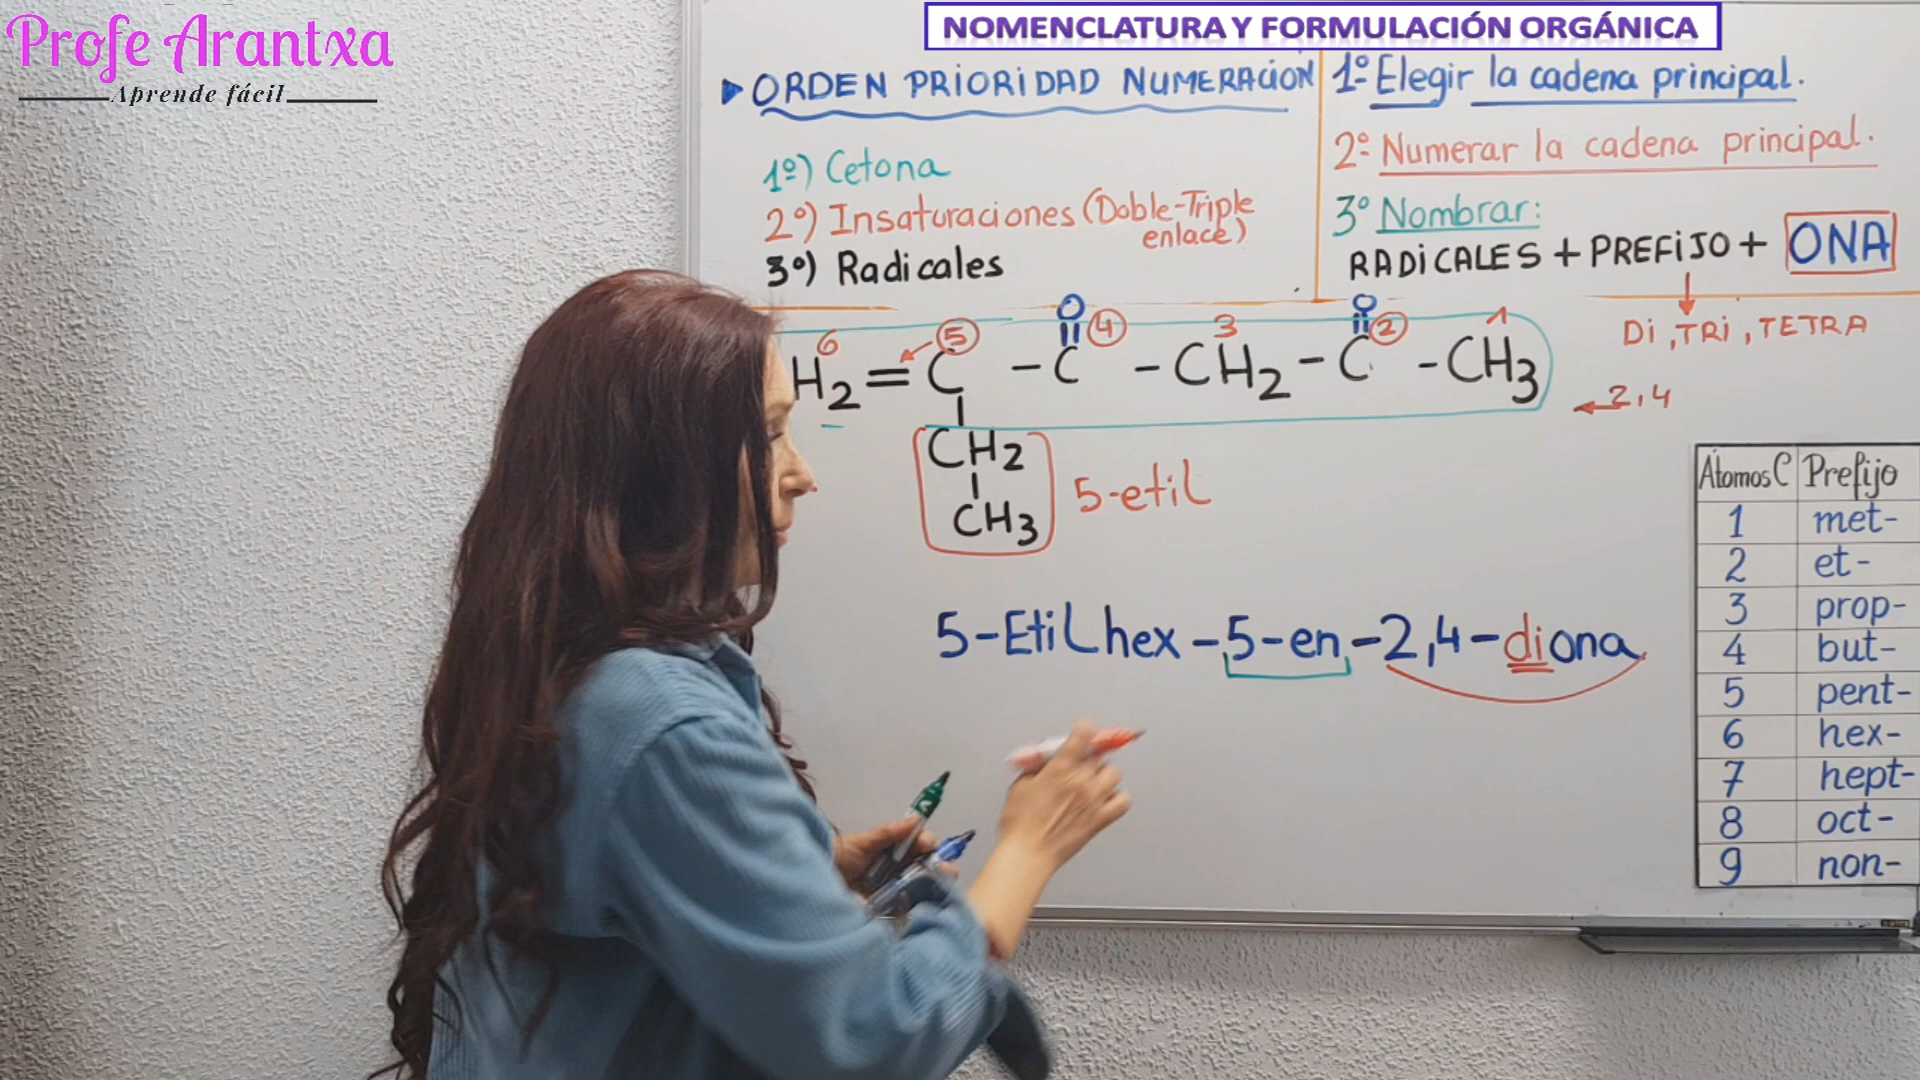 Profe Arantxa
Aprende fácil
NOMENCLATURA Y FORMULACIÓN ORGÁNICA
ORDEN PRIORIDAD NUMERACIÓN
1º) Cetona
2º) Insaturaciones (Doble-Triple
enlace)
3º) Radicales
1º Elegir la cadena principal.
2º Numerar la cadena principal.
3º Nombrar:
RADICALES + PREFIJO + ONA
DI, TRI, TETRA
O O
6 5 4 3 2 1
H2 = C - C - CH2 - C - CH3
2,4
CH2
CH3
5-etil
5-Etilhex-5-en-2,4-diona
Átomos C Prefijo
1 met-
2 et-
3 prop-
4 but-
5 pent-
6 hex-
7 hept-
8 oct-
9 non-